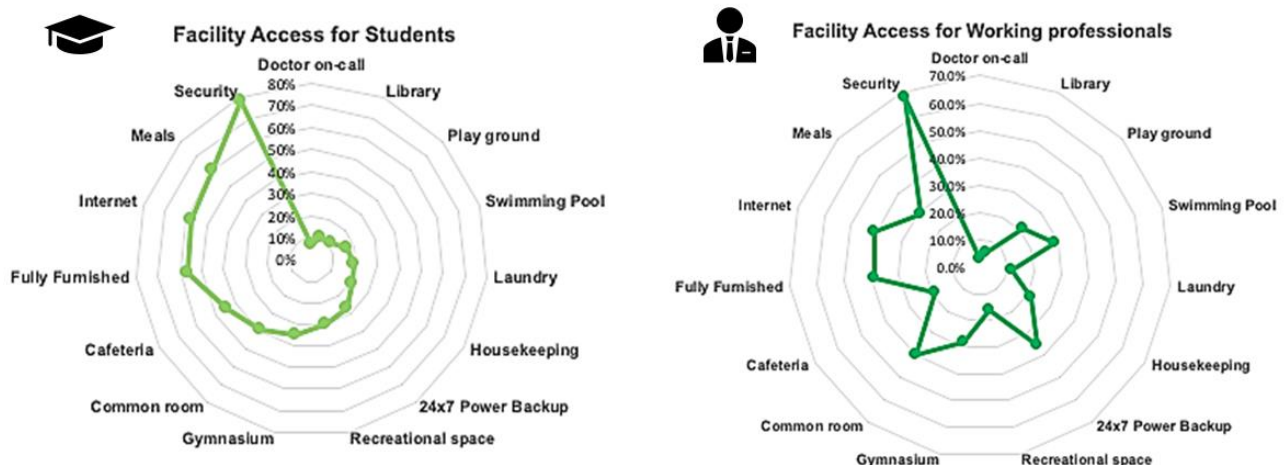 Facility Access for Students
Doctor on-call
Library
Play ground
Swimming Pool
Laundry
Housekeeping
24x7 Power Backup
Recreational space
Gymnasium
Common room
Cafeteria
Fully Furnished
Internet
Meals
Security
80%
70%
60%
50%
40%
30%
20%
10%
0%
Facility Access for Working professionals
Doctor on-call
Library
Play ground
Swimming Pool
Laundry
Housekeeping
24x7 Power Backup
Recreational space
Gymnasium
Common room
Cafeteria
Fully Furnished
Internet
Meals
Security
70.0%
60.0%
50.0%
40.0%
30.0%
20.0%
10.0%
0.0%